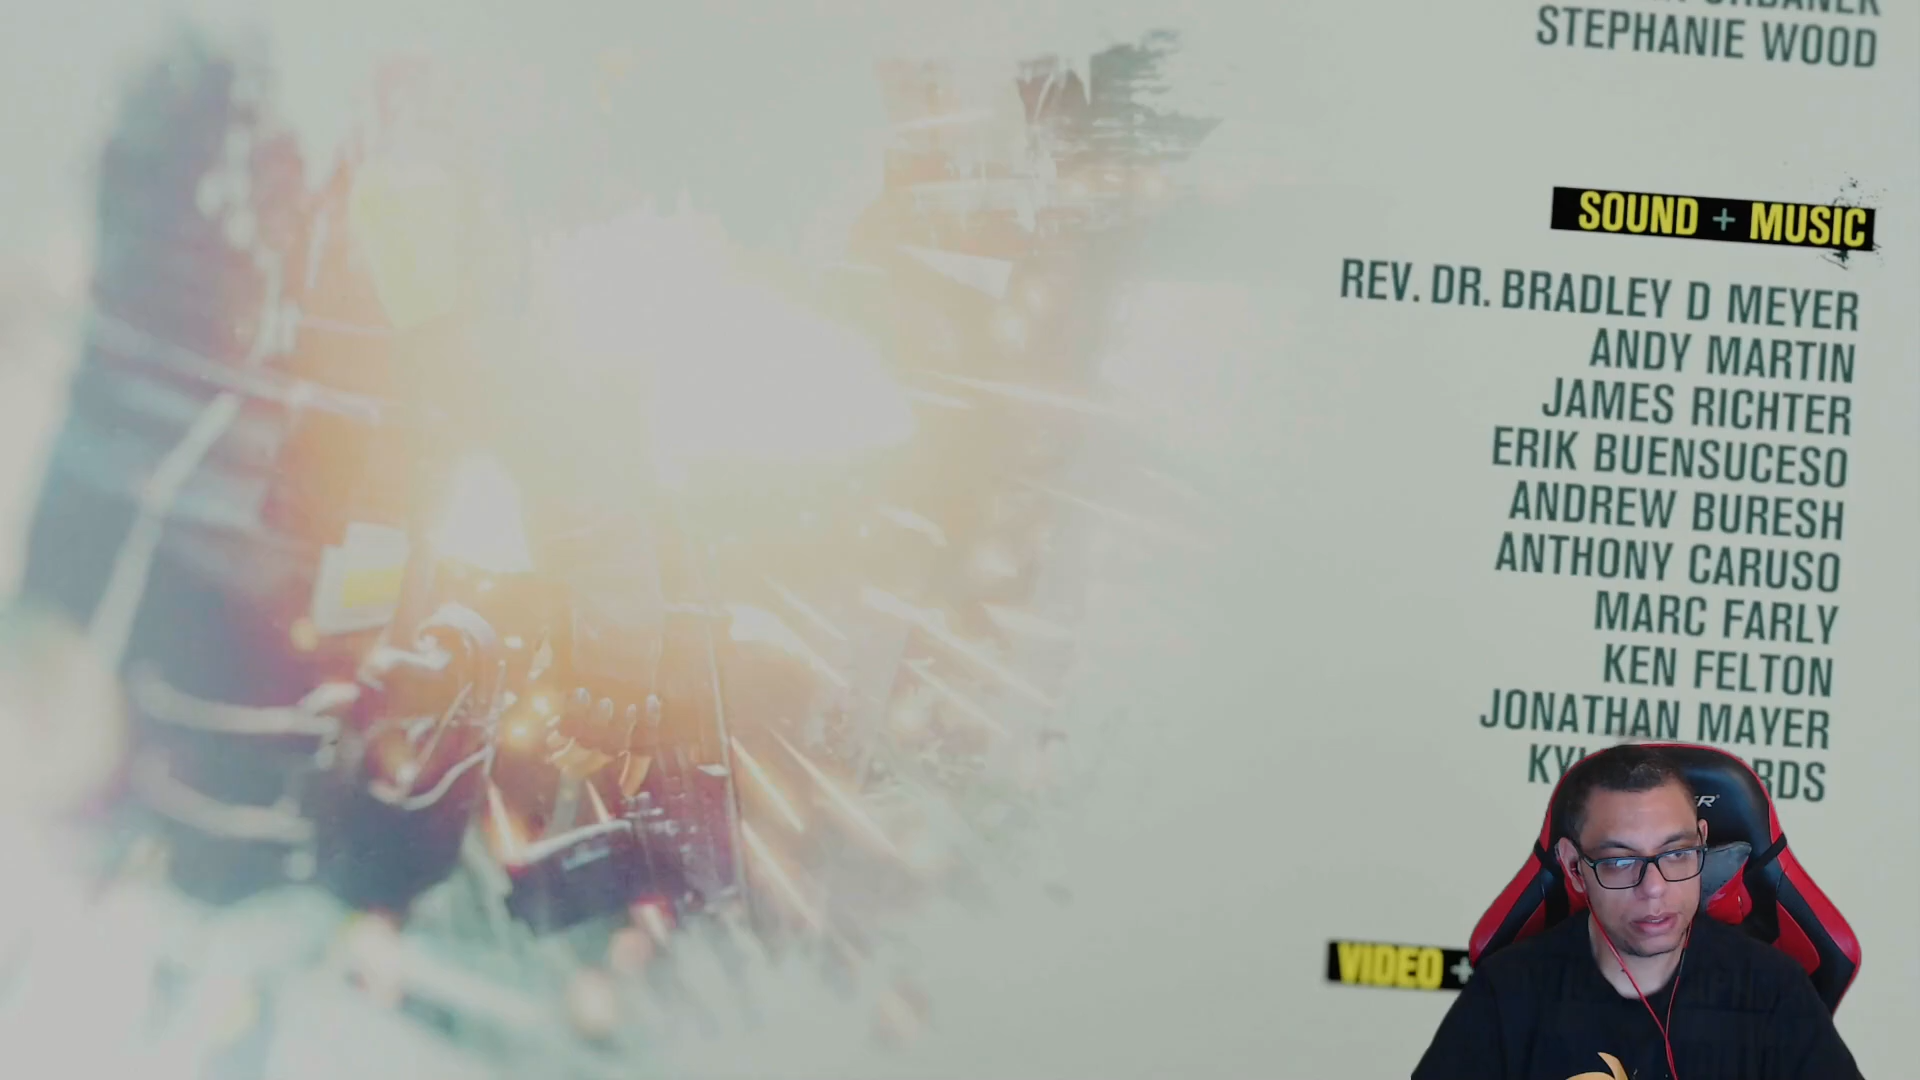 STEPHANIE WOOD
SOUND + MUSIC
REV. DR. BRADLEY D MEYER
ANDY MARTIN
JAMES RICHTER
ERIK BUENSUCESO
ANDREW BURESH
ANTHONY CARUSO
MARC FARLY
KEN FELTON
JONATHAN MAYER
VIDEO +